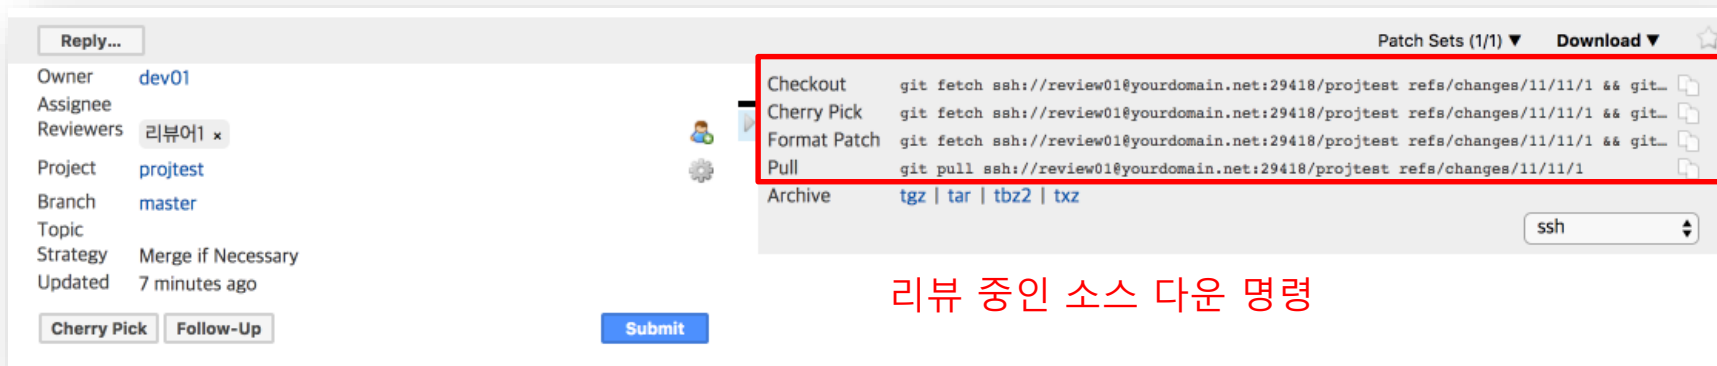 Reply...
Patch Sets (1/1) ▼ Download ▼
Owner dev01
Assignee
Reviewers 리뷰어1 ×
Project projtest
Branch master
Topic
Strategy Merge if Necessary
Updated 7 minutes ago
Cherry Pick Follow-Up Submit
Checkout git fetch ssh://review01@yourdomain.net:29418/projtest refs/changes/11/11/1 && git…
Cherry Pick git fetch ssh://review01@yourdomain.net:29418/projtest refs/changes/11/11/1 && git…
Format Patch git fetch ssh://review01@yourdomain.net:29418/projtest refs/changes/11/11/1 && git…
Pull git pull ssh://review01@yourdomain.net:29418/projtest refs/changes/11/11/1
Archive tgz | tar | tbz2 | txz
ssh
리뷰 중인 소스 다운 명령